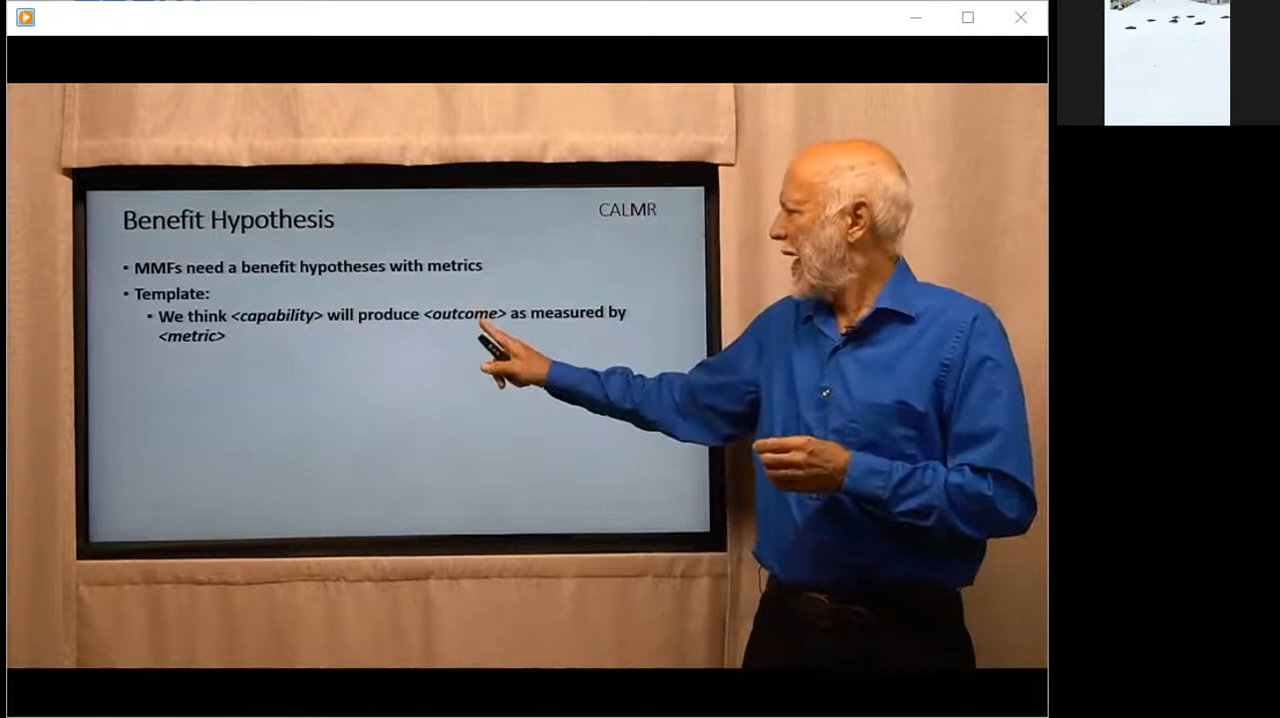 Benefit Hypothesis
CALMR
• MMFs need a benefit hypotheses with metrics
• Template:
• We think <capability> will produce <outcome> as measured by
<metric>